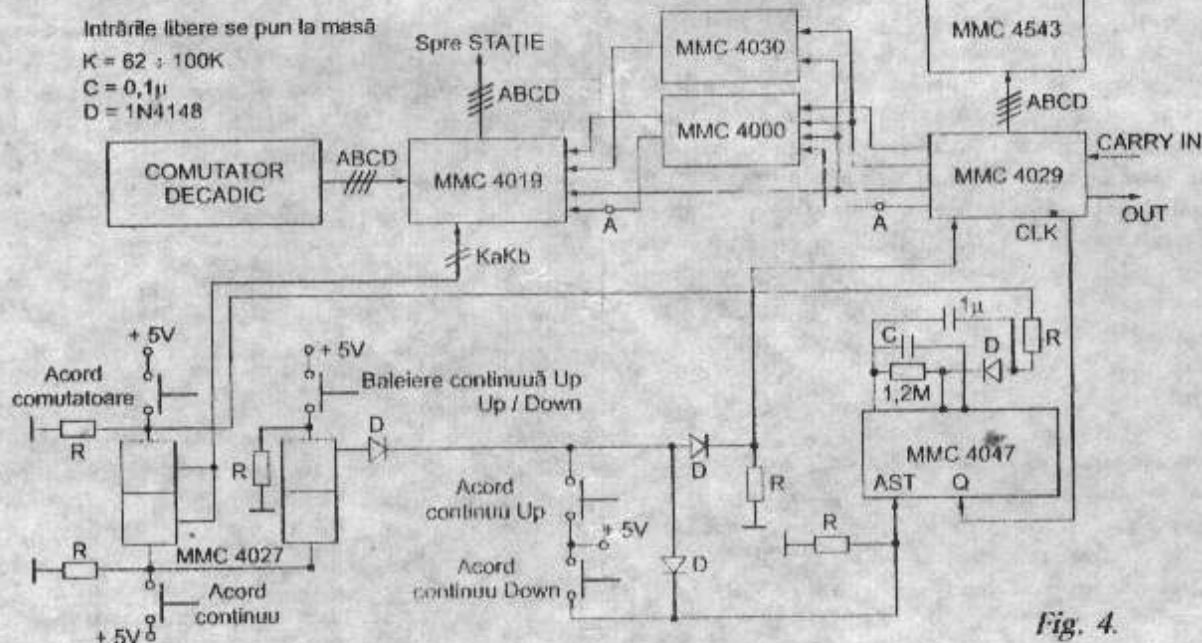 Intrările libere se pun la masă
K = 62 ÷ 100K
C = 0,1µ
D = 1N4148
Spre STAŢIE
ABCD
MMC 4030
MMC 4000
MMC 4543
ABCD
CARRY IN
COMUTATOR
DECADIC
ABCD
MMC 4019
MMC 4029
A
A
OUT
CLK
KaKb
+ 5V
Acord
comutatoare
R
+ 5V
Baleiere continuuă Up
Up / Down
D
R
MMC 4027
R
Acord
continuu
+ 5V
Acord
continuu Up
+ 5V
Acord
continuu Down
D
D
R
R
1µ
C
D
R
1,2M
MMC 4047
AST
Q
Fig. 4.